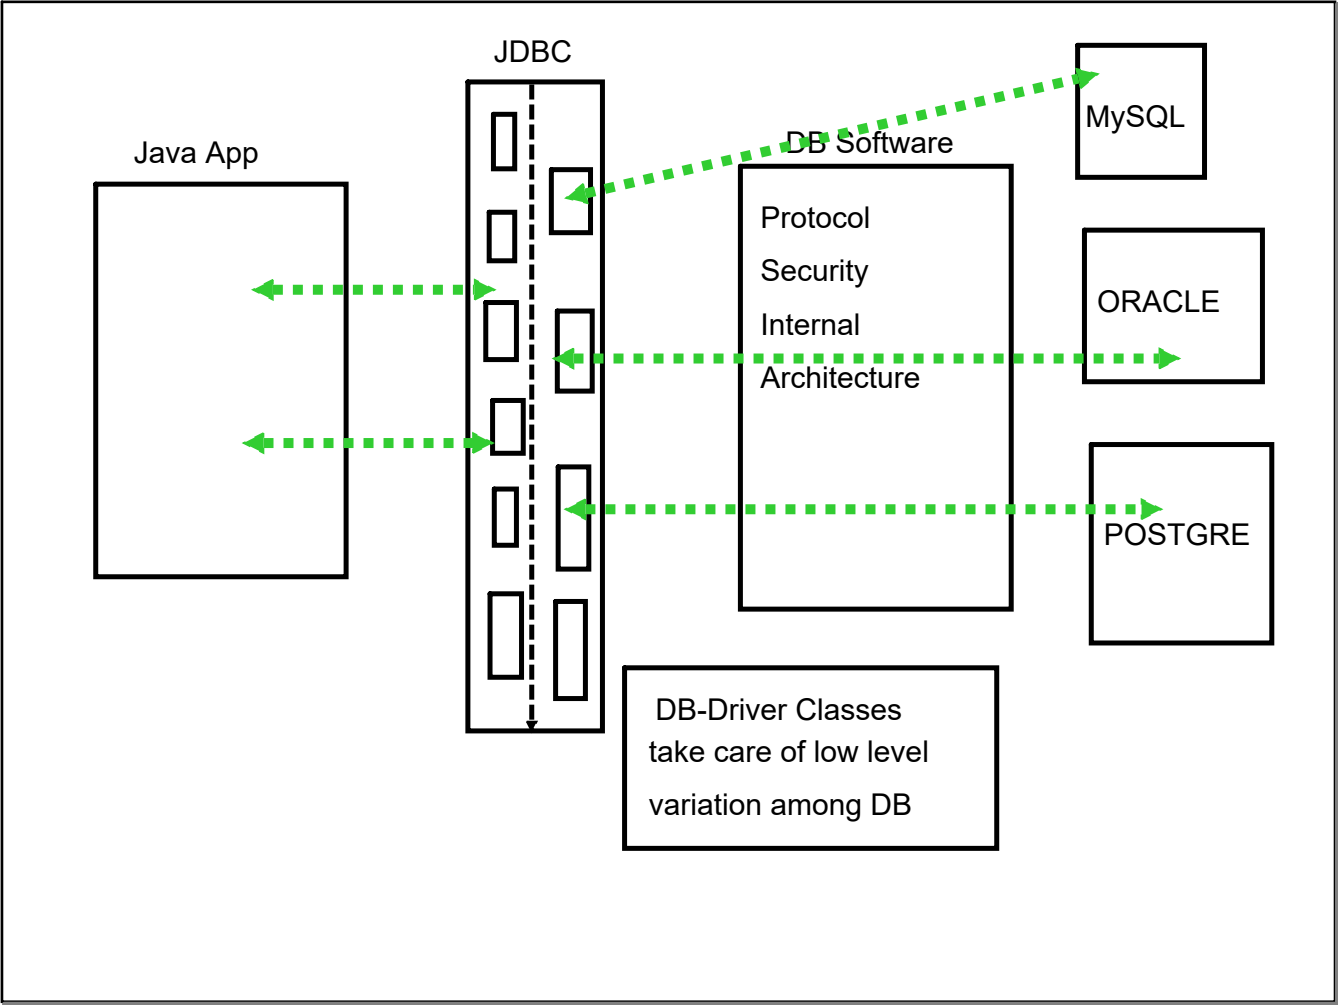 JDBC
Java App
DB Software
MySQL
Protocol
Security
Internal
Architecture
ORACLE
POSTGRE
DB-Driver Classes
take care of low level
variation among DB